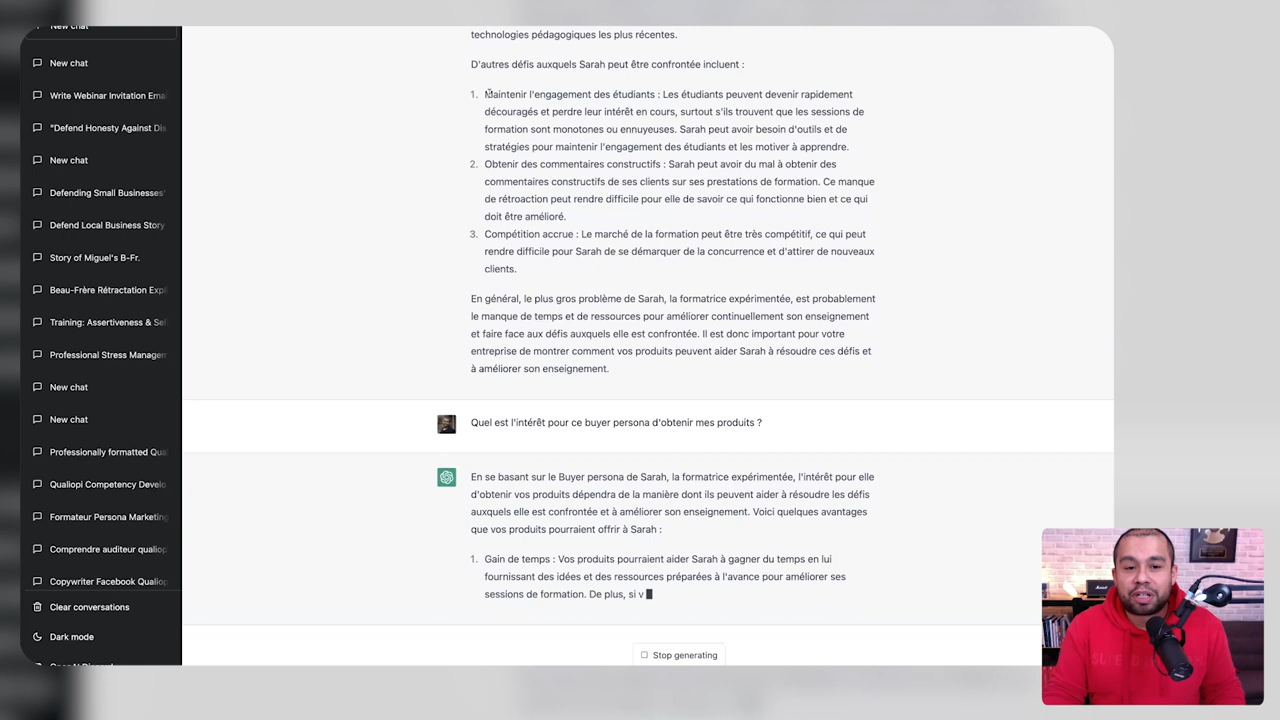 New chat
New chat
Write Webinar Invitation Ema
"Defend Honesty Against Dis
New chat
Defending Small Businesses'
Defend Local Business Story
Story of Miguel's B-Fr.
Beau-Frère Rétractation Expl
Training: Assertiveness & Sel
Professional Stress Managem
New chat
New chat
Professionally formatted Qua
Qualiopi Competency Develo
Formateur Persona Marketing
Comprendre auditeur qualiop
Copywriter Facebook Qualiop
Clear conversations
Dark mode
technologies pédagogiques les plus récentes.
D'autres défis auxquels Sarah peut être confrontée incluent :
1. Maintenir l'engagement des étudiants : Les étudiants peuvent devenir rapidement
découragés et perdre leur intérêt en cours, surtout s'ils trouvent que les sessions de
formation sont monotones ou ennuyeuses. Sarah peut avoir besoin d'outils et de
stratégies pour maintenir l'engagement des étudiants et les motiver à apprendre.
2. Obtenir des commentaires constructifs : Sarah peut avoir du mal à obtenir des
commentaires constructifs de ses clients sur ses prestations de formation. Ce manque
de rétroaction peut rendre difficile pour elle de savoir ce qui fonctionne bien et ce qui
doit être amélioré.
3. Compétition accrue : Le marché de la formation peut être très compétitif, ce qui peut
rendre difficile pour Sarah de se démarquer de la concurrence et d'attirer de nouveaux
clients.
En général, le plus gros problème de Sarah, la formatrice expérimentée, est probablement
le manque de temps et de ressources pour améliorer continuellement son enseignement
et faire face aux défis auxquels elle est confrontée. Il est donc important pour votre
entreprise de montrer comment vos produits peuvent aider Sarah à résoudre ces défis et
à améliorer son enseignement.
Quel est l'intérêt pour ce buyer persona d'obtenir mes produits ?
En se basant sur le Buyer persona de Sarah, la formatrice expérimentée, l'intérêt pour elle
d'obtenir vos produits dépendra de la manière dont ils peuvent aider à résoudre les défis
auxquels elle est confrontée et à améliorer son enseignement. Voici quelques avantages
que vos produits pourraient offrir à Sarah :
1. Gain de temps : Vos produits pourraient aider Sarah à gagner du temps en lui
fournissant des idées et des ressources préparées à l'avance pour améliorer ses
sessions de formation. De plus, si v
Stop generating